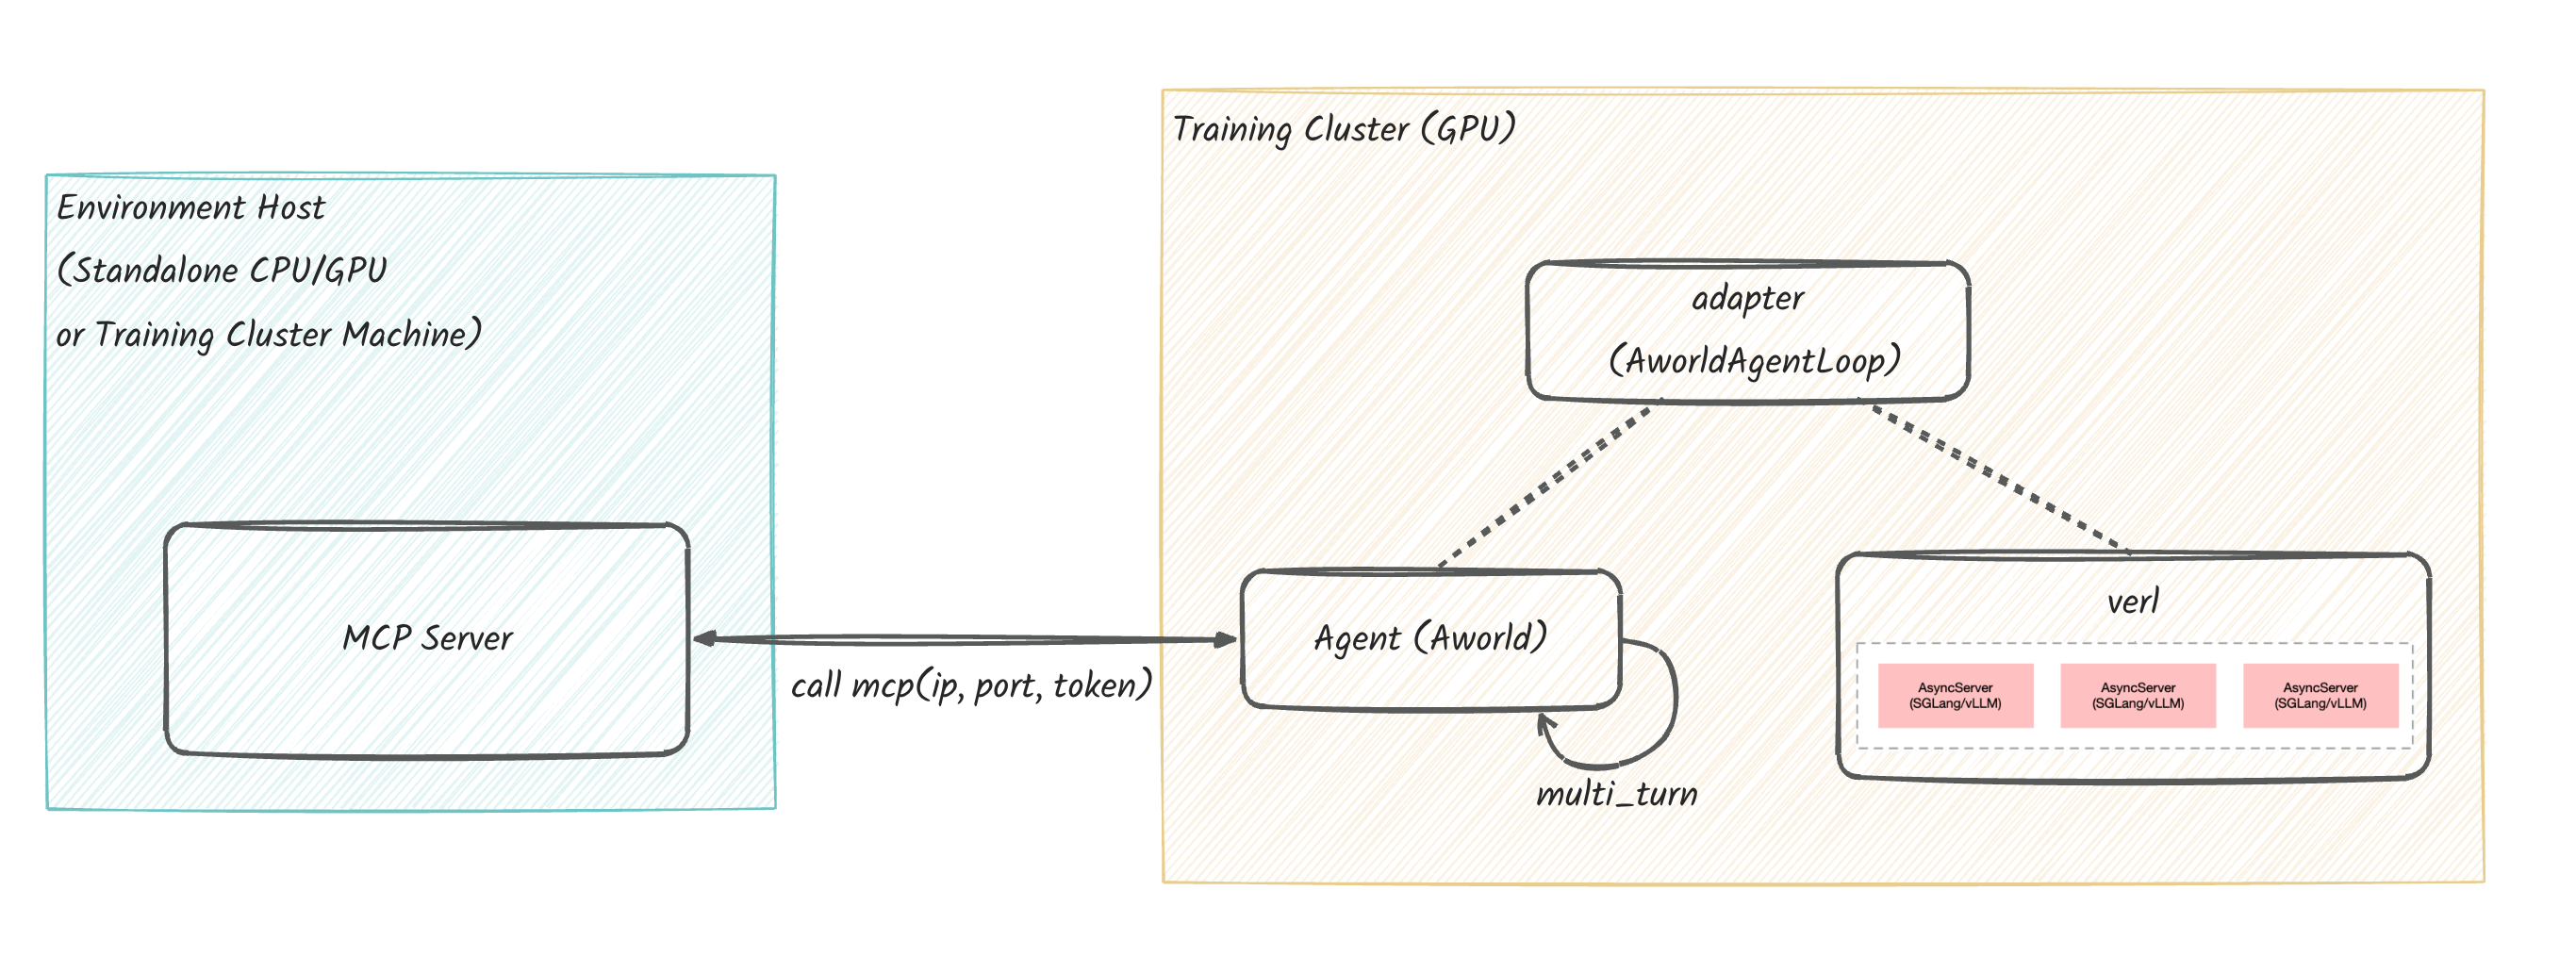 Environment Host
(Standalone CPU/GPU
or Training Cluster Machine)
MCP Server
call mcp(ip, port, token)
Training Cluster (GPU)
adapter
(AworldAgentLoop)
Agent (Aworld)
multi_turn
verl
AsyncServer
(SGLang/vLLM)
AsyncServer
(SGLang/vLLM)
AsyncServer
(SGLang/vLLM)